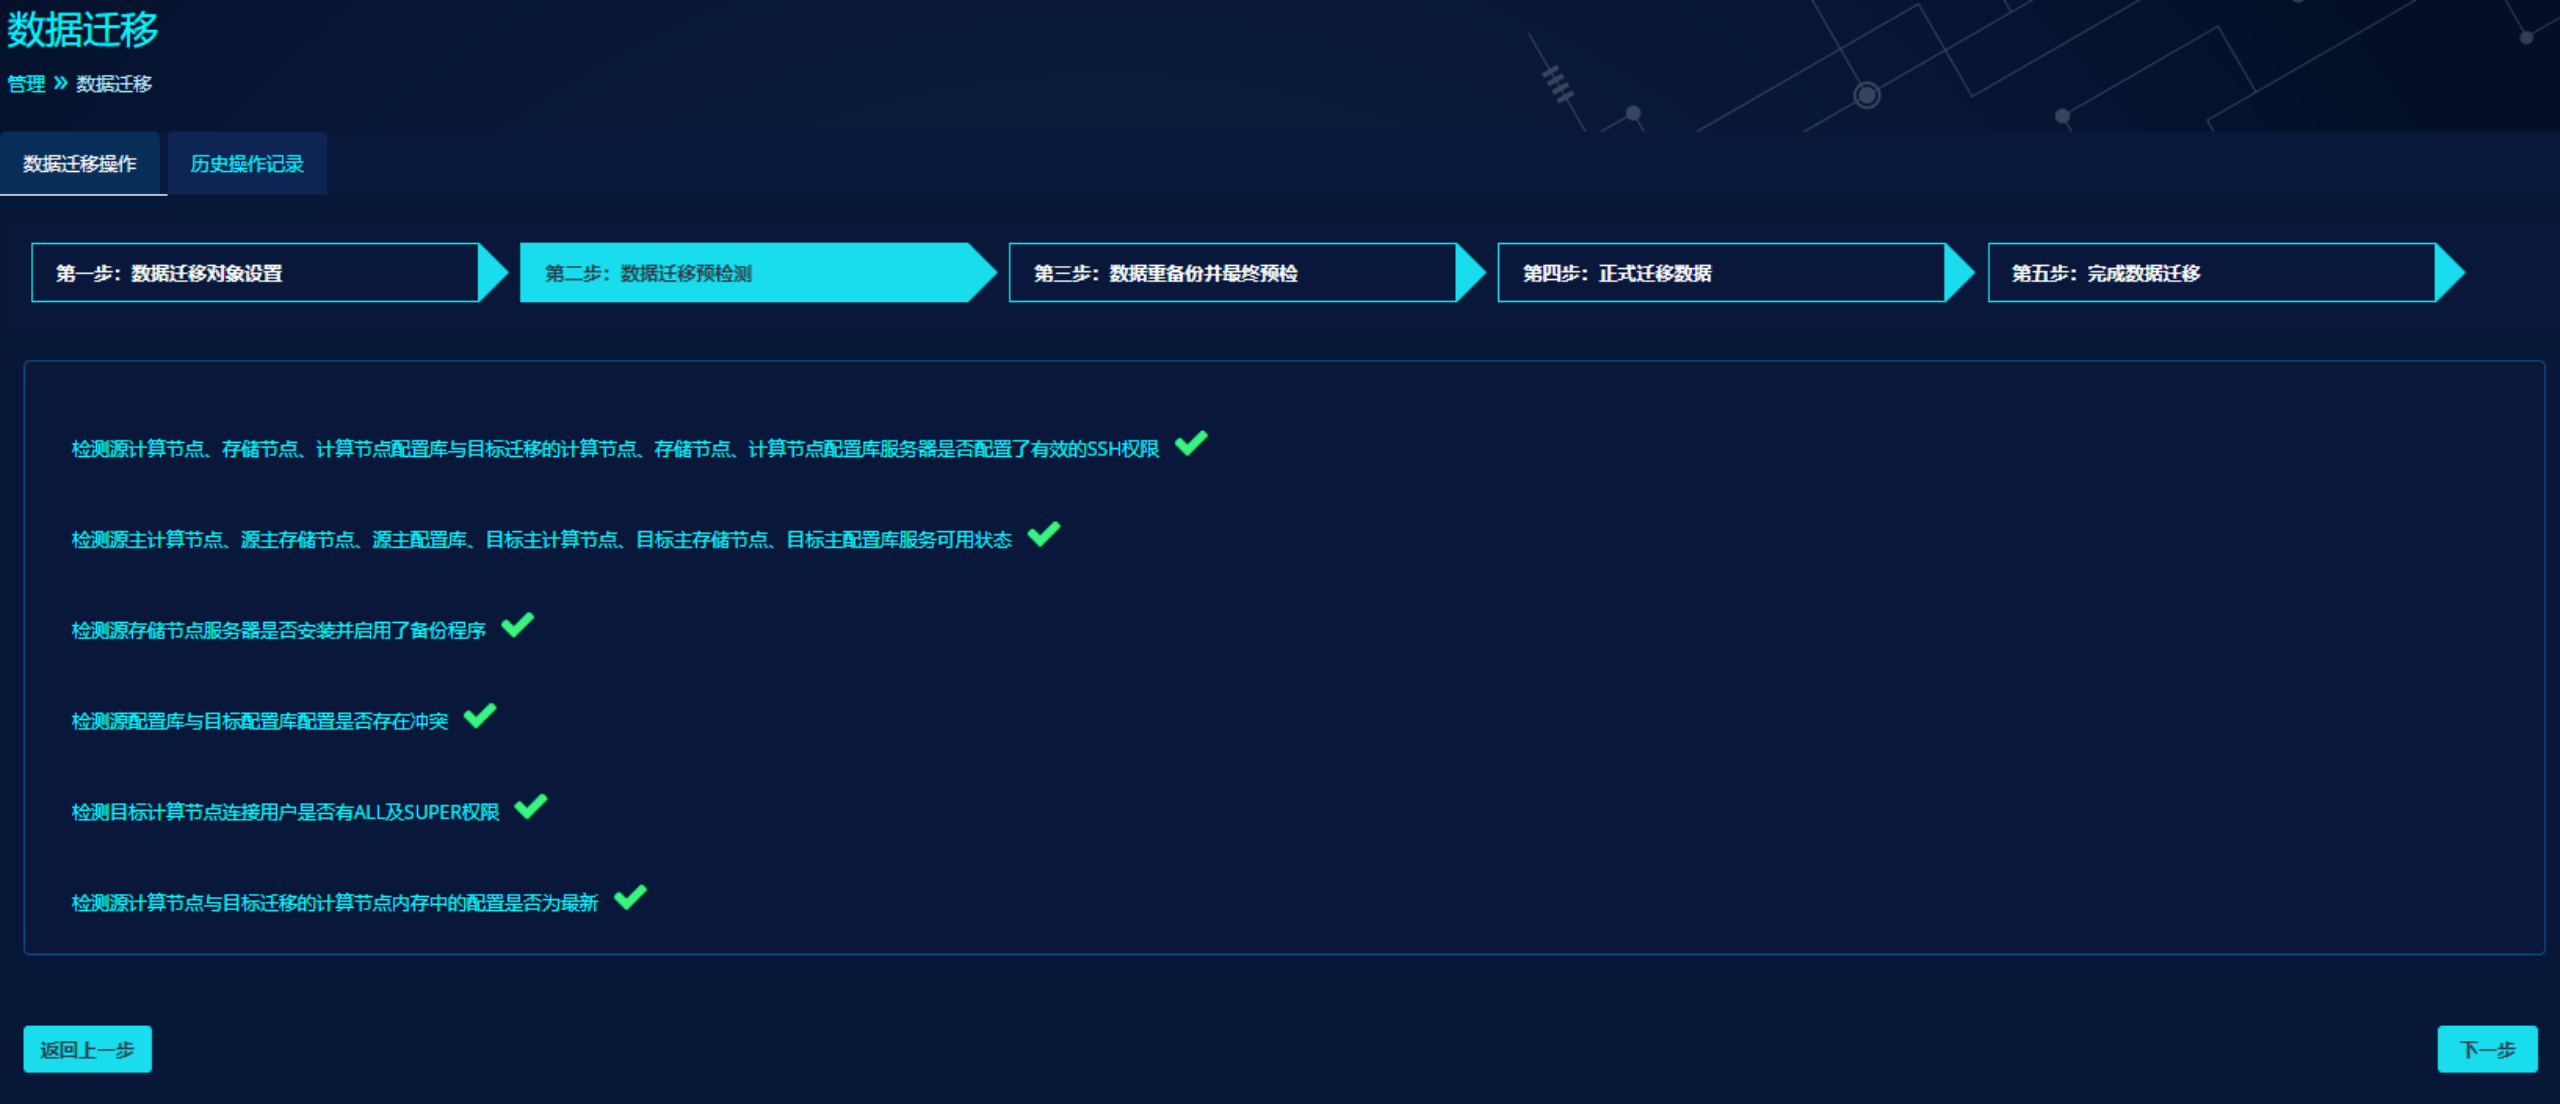 数据迁移
管理 » 数据迁移
数据迁移操作 历史操作记录
第一步：数据迁移对象设置 第二步：数据迁移预检测 第三步：数据重备份并最终预检 第四步：正式迁移数据 第五步：完成数据迁移
检测源计算节点、存储节点、计算节点配置库与目标迁移的计算节点、存储节点、计算节点配置库服务器是否配置了有效的SSH权限
检测源主计算节点、源主存储节点、源主配置库、目标主计算节点、目标主存储节点、目标主配置库服务可用状态
检测源存储节点服务器是否安装并启用了备份程序
检测源配置库与目标配置库配置是否存在冲突
检测目标计算节点连接用户是否有ALL及SUPER权限
检测源计算节点与目标迁移的计算节点内存中的配置是否为最新
返回上一步 下一步